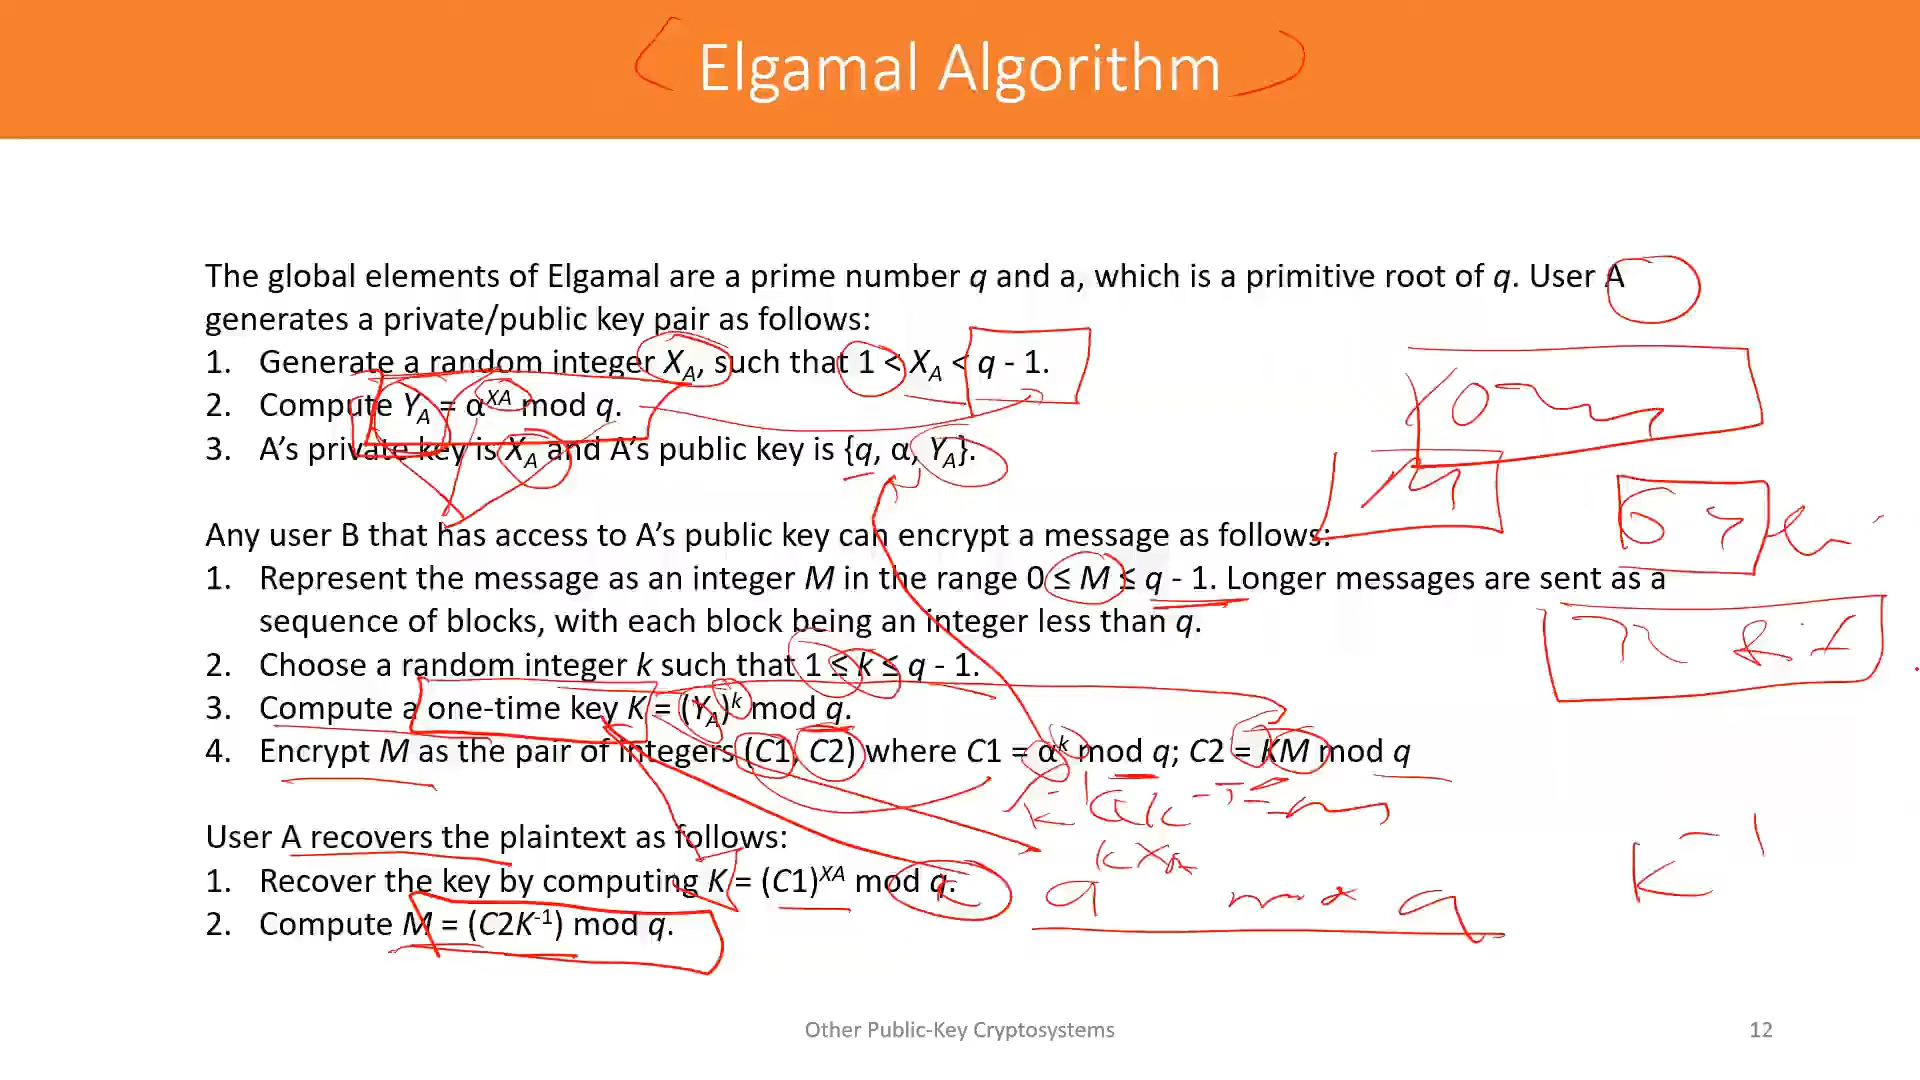 Elgamal Algorithm
The global elements of Elgamal are a prime number q and a, which is a primitive root of q. User A
generates a private/public key pair as follows:
1. Generate a random integer XA, such that 1 < XA < q - 1.
2. Compute YA = α^XA mod q.
3. A's private key is XA and A's public key is {q, α, YA}.
Any user B that has access to A's public key can encrypt a message as follows:
1. Represent the message as an integer M in the range 0 ≤ M ≤ q - 1. Longer messages are sent as a
sequence of blocks, with each block being an integer less than q.
2. Choose a random integer k such that 1 ≤ k ≤ q - 1.
3. Compute a one-time key K = (YA)^k mod q.
4. Encrypt M as the pair of integers (C1, C2) where C1 = α^k mod q; C2 = KM mod q
User A recovers the plaintext as follows:
K^-1
1. Recover the key by computing K = (C1)^XA mod q.
2. Compute M = (C2K^-1) mod q.
Other Public-Key Cryptosystems 12